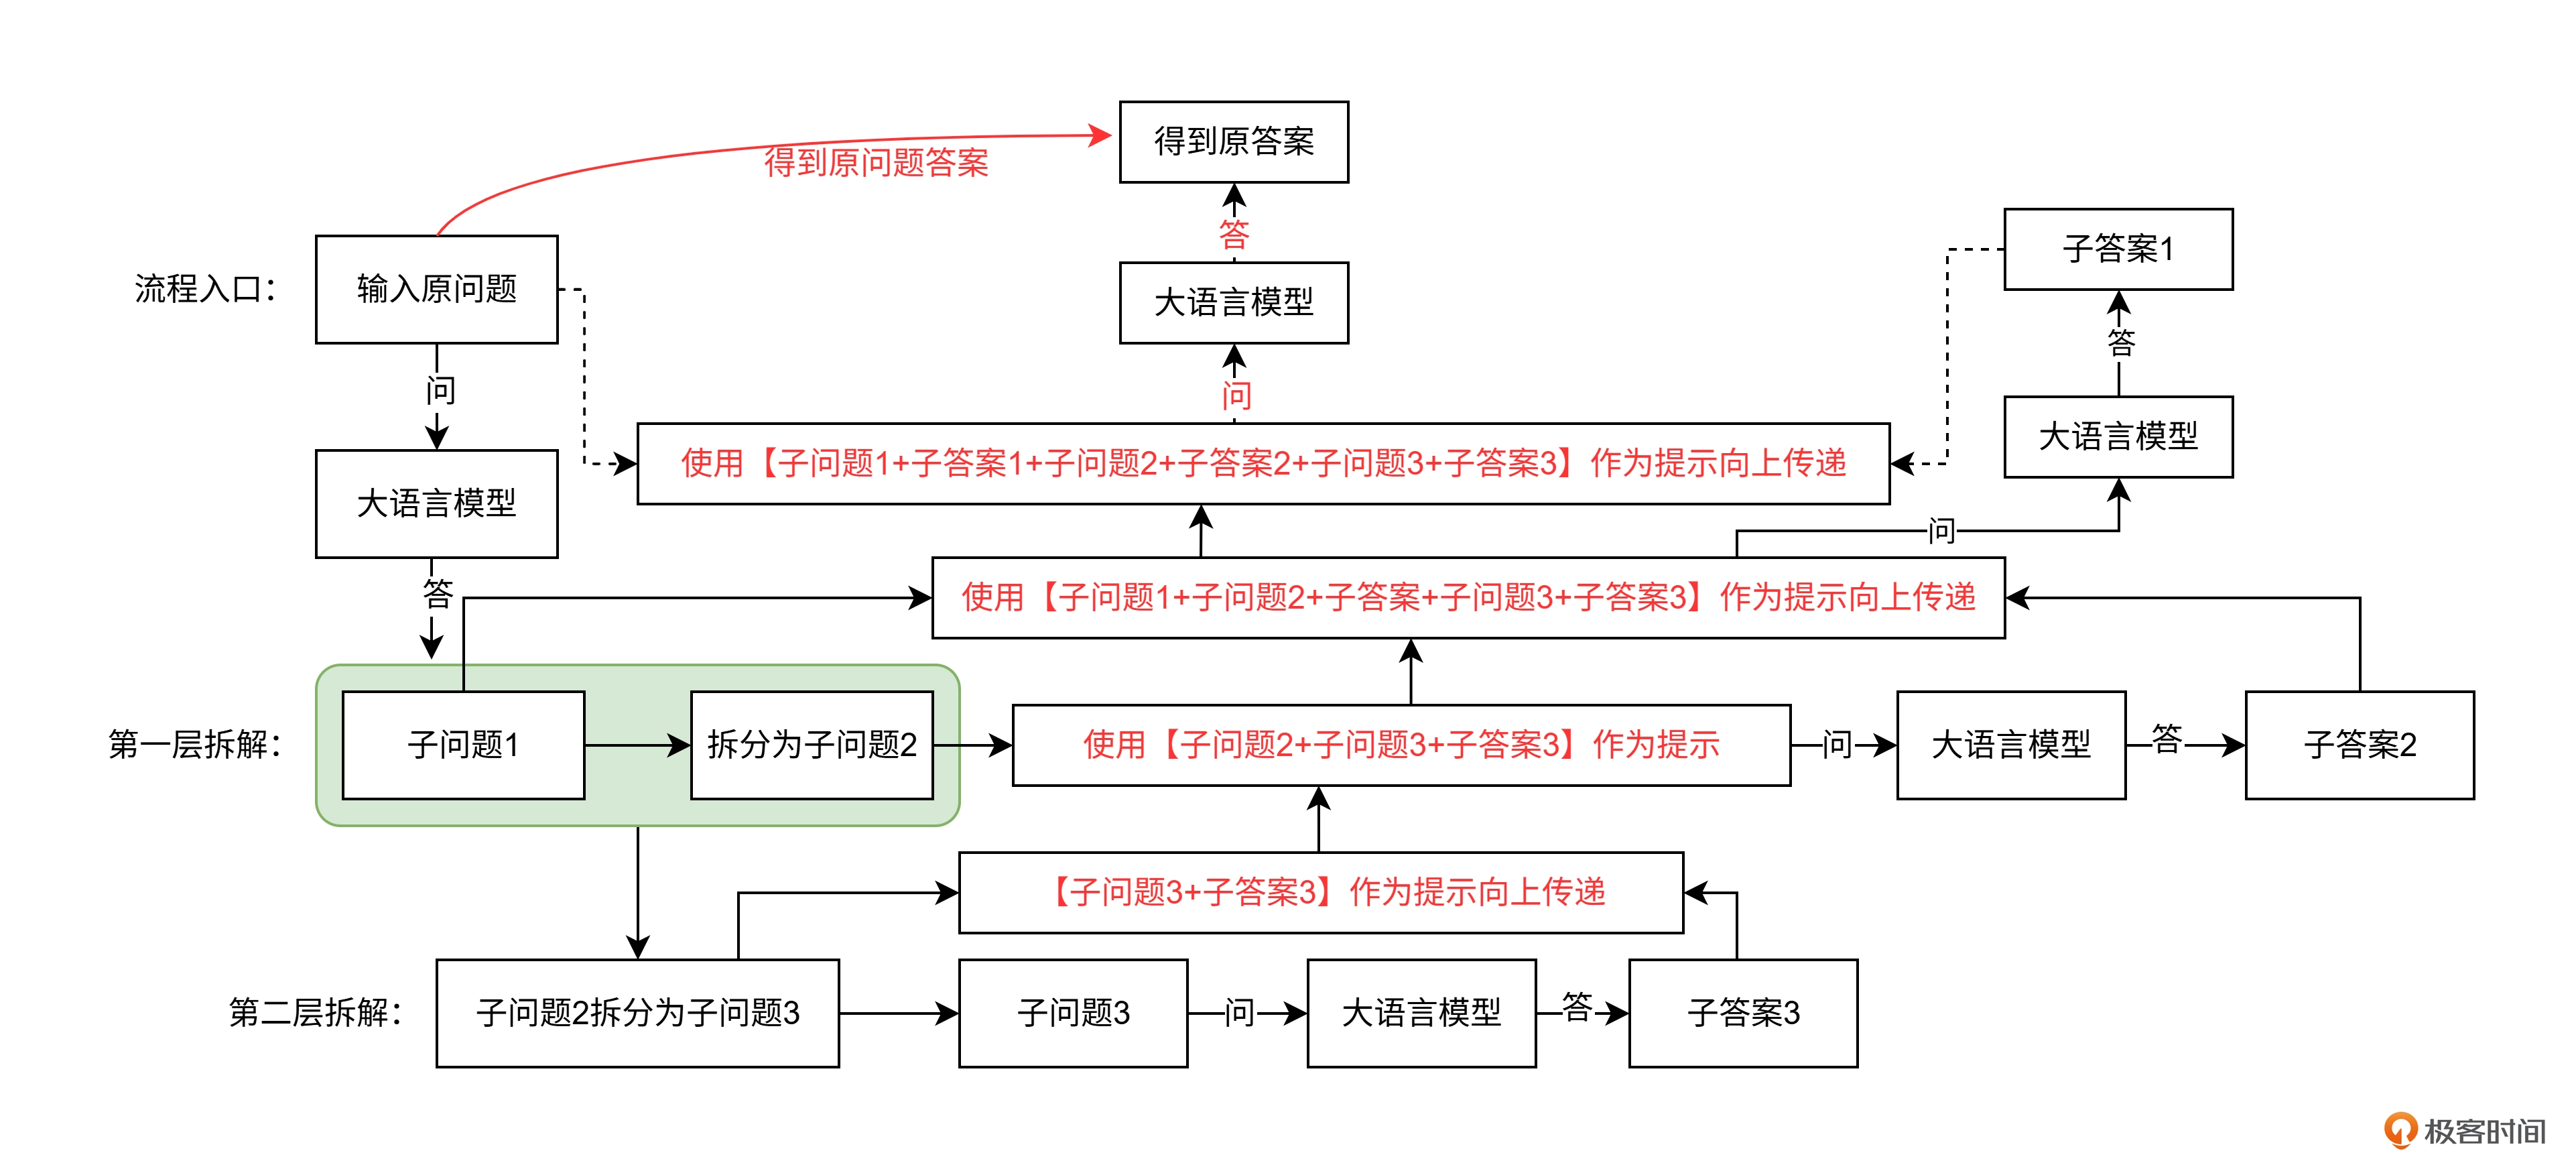 得到原答案
得到原问题答案
答
子答案1
流程入口：
输入原问题
大语言模型
答
问
问
大语言模型
使用【子问题1+子答案1+子问题2+子答案2+子问题3+子答案3】作为提示向上传递
大语言模型
问
答
使用【子问题1+子问题2+子答案+子问题3+子答案3】作为提示向上传递
第一层拆解：
子问题1
拆分为子问题2
使用【子问题2+子问题3+子答案3】作为提示
问
大语言模型
答
子答案2
【子问题3+子答案3】作为提示向上传递
第二层拆解：
子问题2拆分为子问题3
子问题3
问
大语言模型
答
子答案3
极客时间